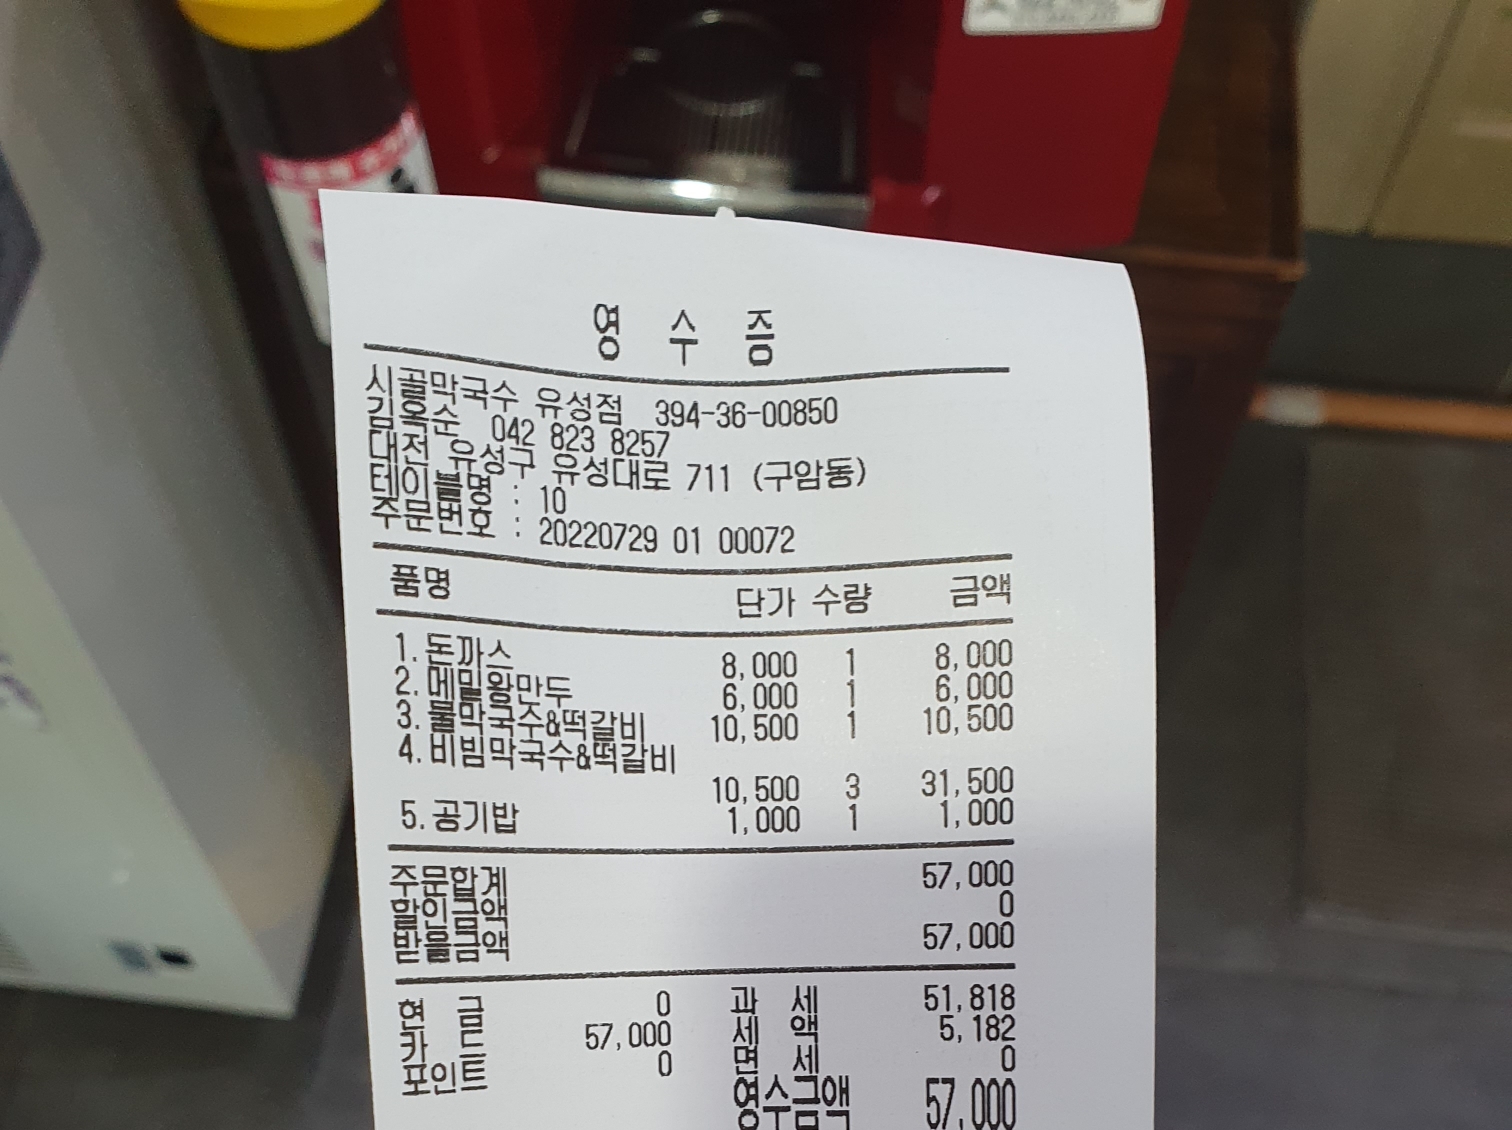 영 수 증
시골막국수 유성점 394-36-00850
김옥순 042 823 8257
대전 유성구 유성대로 711 (구암동)
테이블명 : 10
주문번호 : 20220729 01 00072
품명 단가 수량 금액
1. 돈까스 8,000 1 8,000
2. 메밀왕만두 6,000 1 6,000
3. 물막국수&떡갈비 10,500 1 10,500
4. 비빔막국수&떡갈비
10,500 3 31,500
5. 공기밥 1,000 1 1,000
주문합계 57,000
할인금액 0
받을금액 57,000
현 금 0 과 세 51,818
카 드 57,000 세 액 5,182
포인트 0 면 세 0
영수금액 57,000